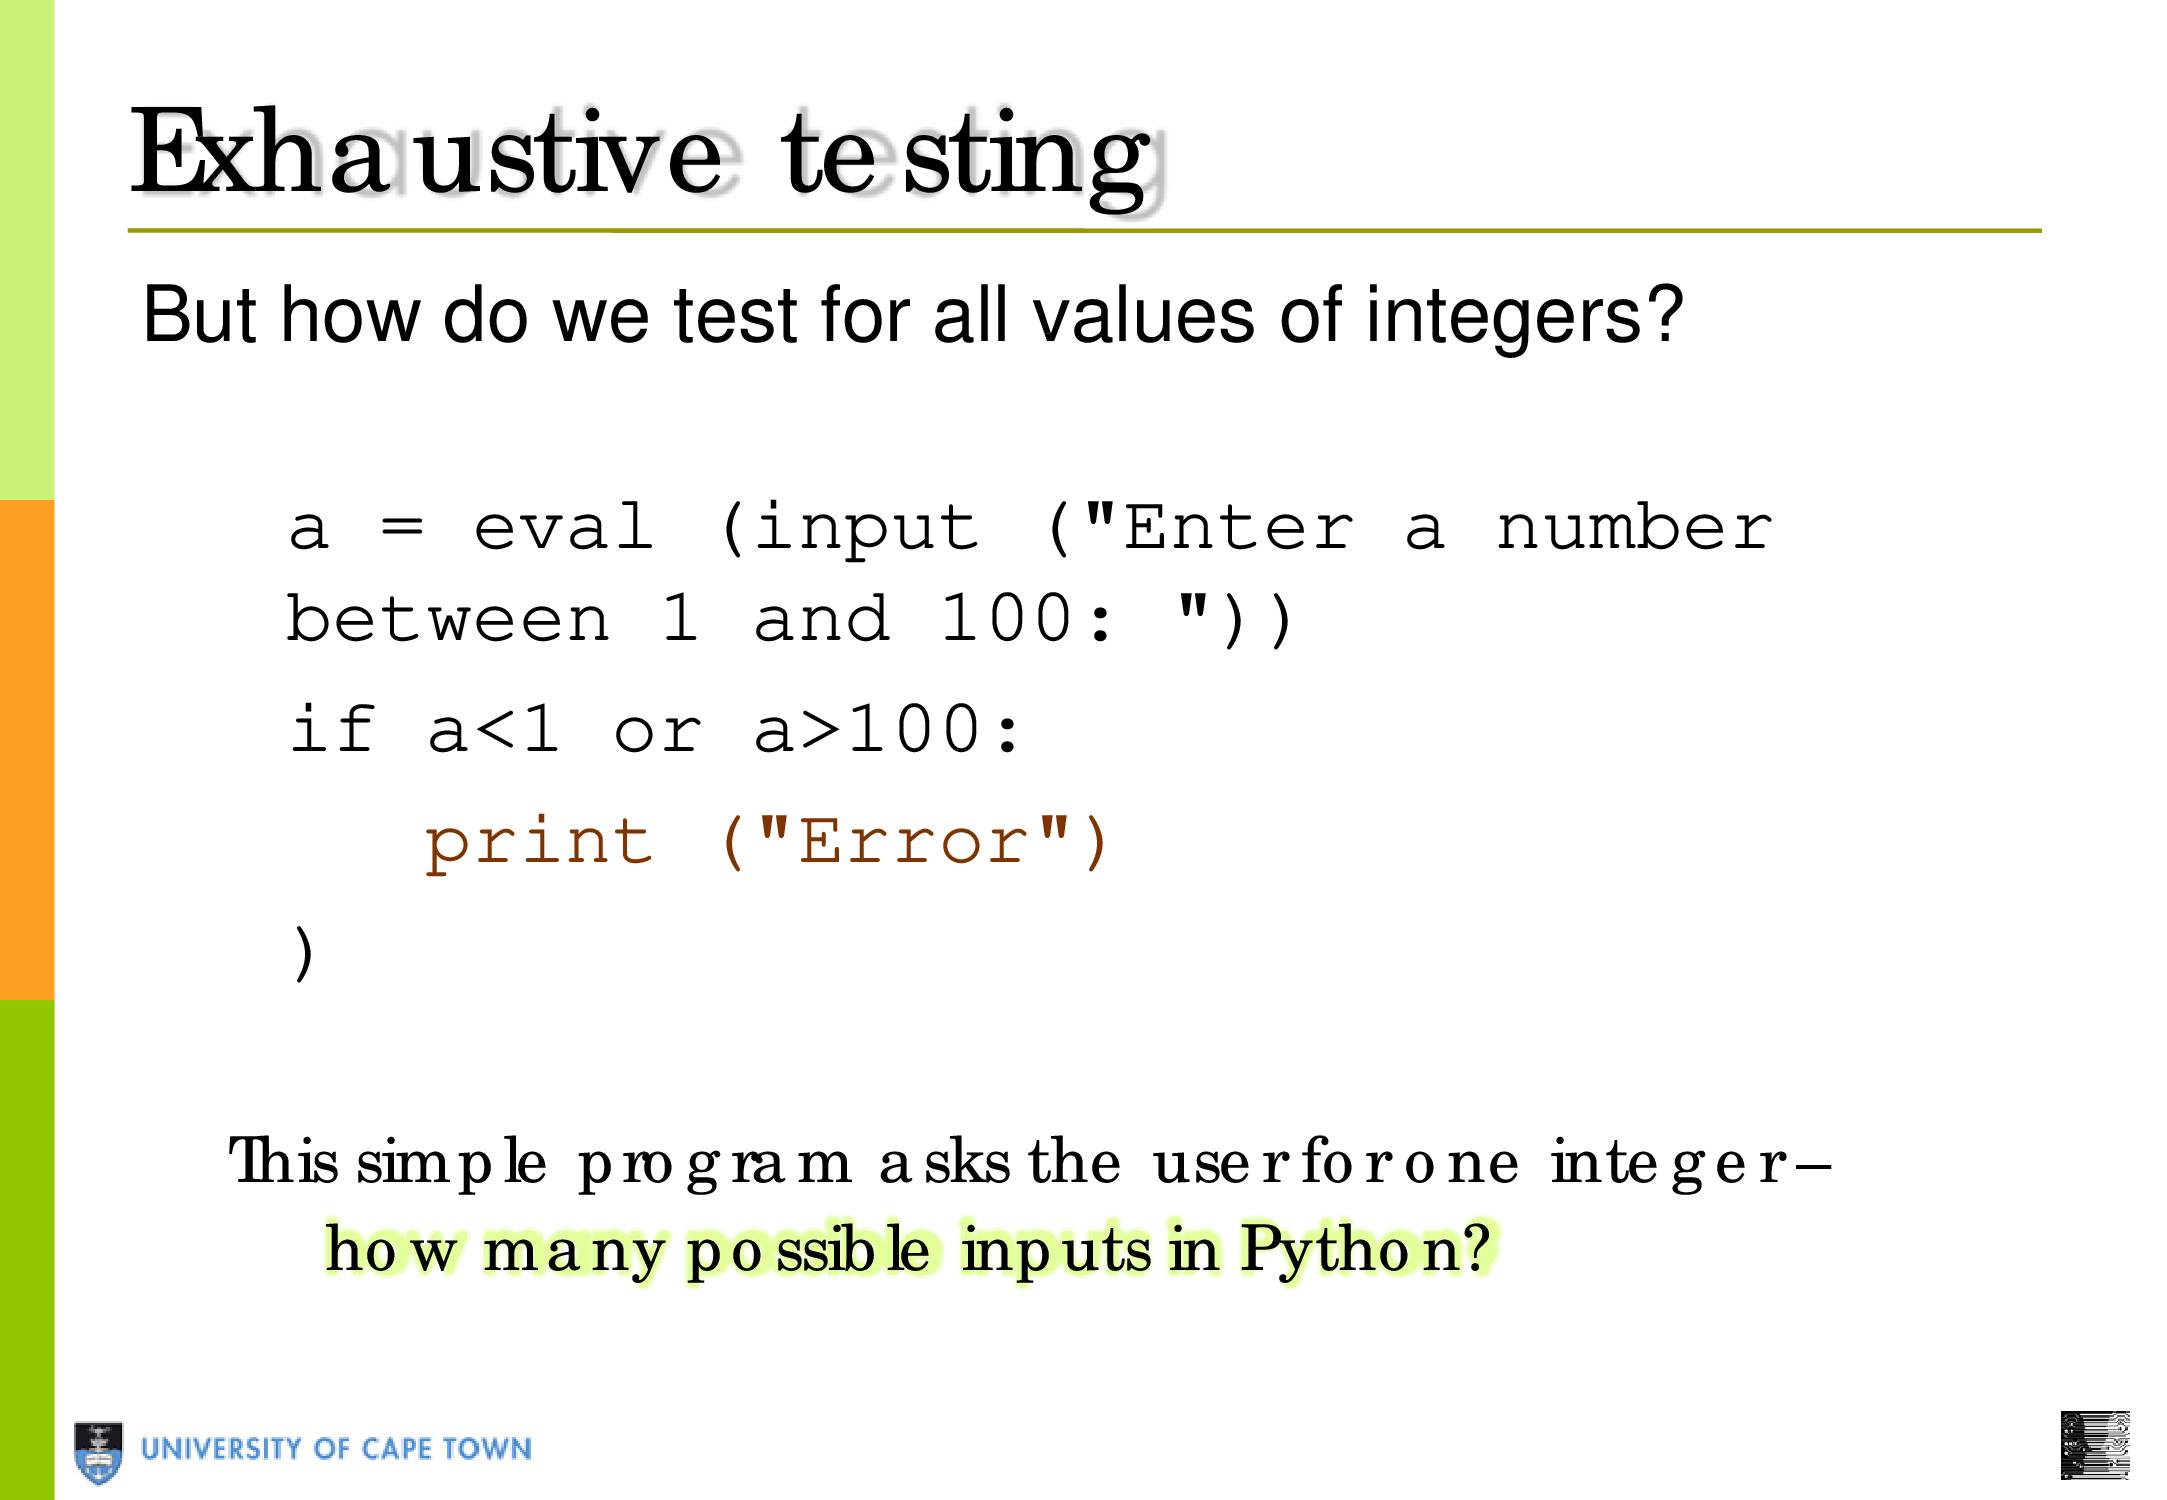 Exhaustive testing
But how do we test for all values of integers?
a = eval (input ("Enter a number
between 1 and 100: "))
if a<1 or a>100:
print ("Error")
)
This simple program asks the user for one integer –
how many possible inputs in Python?
UNIVERSITY OF CAPE TOWN